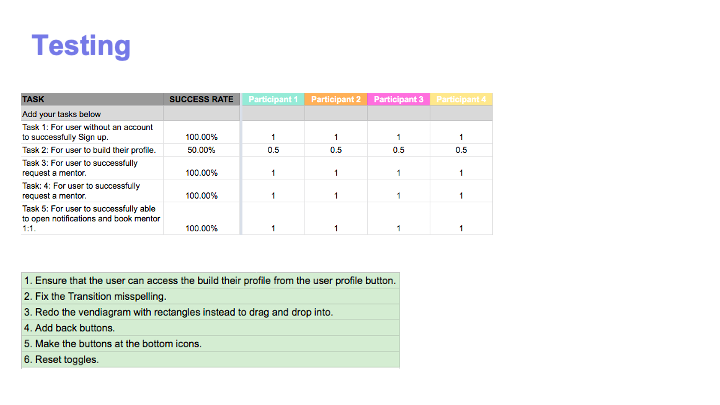 Testing
TASK SUCCESS RATE Participant 1 Participant 2 Participant 3 Participant 4
Add your tasks below
Task 1: For user without an account
to successfully Sign up. 100.00% 1 1 1 1
Task 2: For user to build their profile. 50.00% 0.5 0.5 0.5 0.5
Task 3: For user to successfully
request a mentor. 100.00% 1 1 1 1
Task: 4: For user to successfully
request a mentor. 100.00% 1 1 1 1
Task 5: For user to successfully able
to open notifications and book mentor
1:1. 100.00% 1 1 1 1
1. Ensure that the user can access the build their profile from the user profile button.
2. Fix the Transition misspelling.
3. Redo the vendiagram with rectangles instead to drag and drop into.
4. Add back buttons.
5. Make the buttons at the bottom icons.
6. Reset toggles.